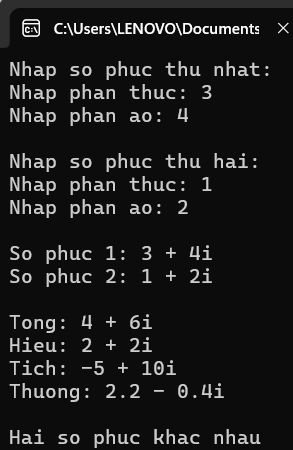 C:\Users\LENOVO\Documents
Nhap so phuc thu nhat:
Nhap phan thuc: 3
Nhap phan ao: 4
Nhap so phuc thu hai:
Nhap phan thuc: 1
Nhap phan ao: 2
So phuc 1: 3 + 4i
So phuc 2: 1 + 2i
Tong: 4 + 6i
Hieu: 2 + 2i
Tich: -5 + 10i
Thuong: 2.2 - 0.4i
Hai so phuc khac nhau